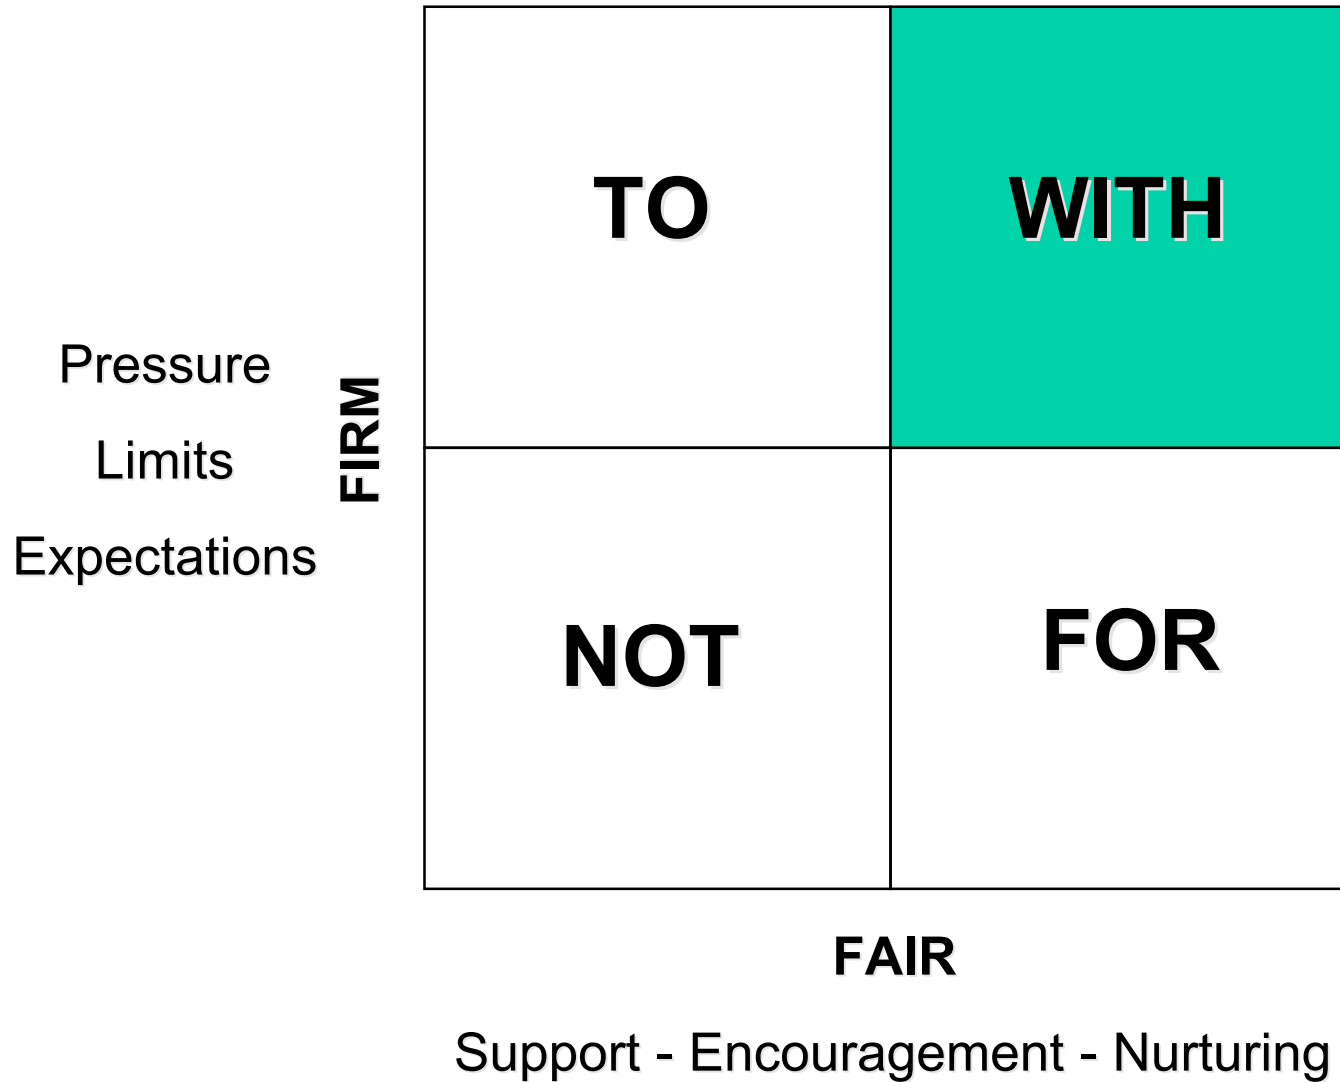 TO
WITH
Pressure
Limits
Expectations
FIRM
NOT
FOR
FAIR
Support - Encouragement - Nurturing